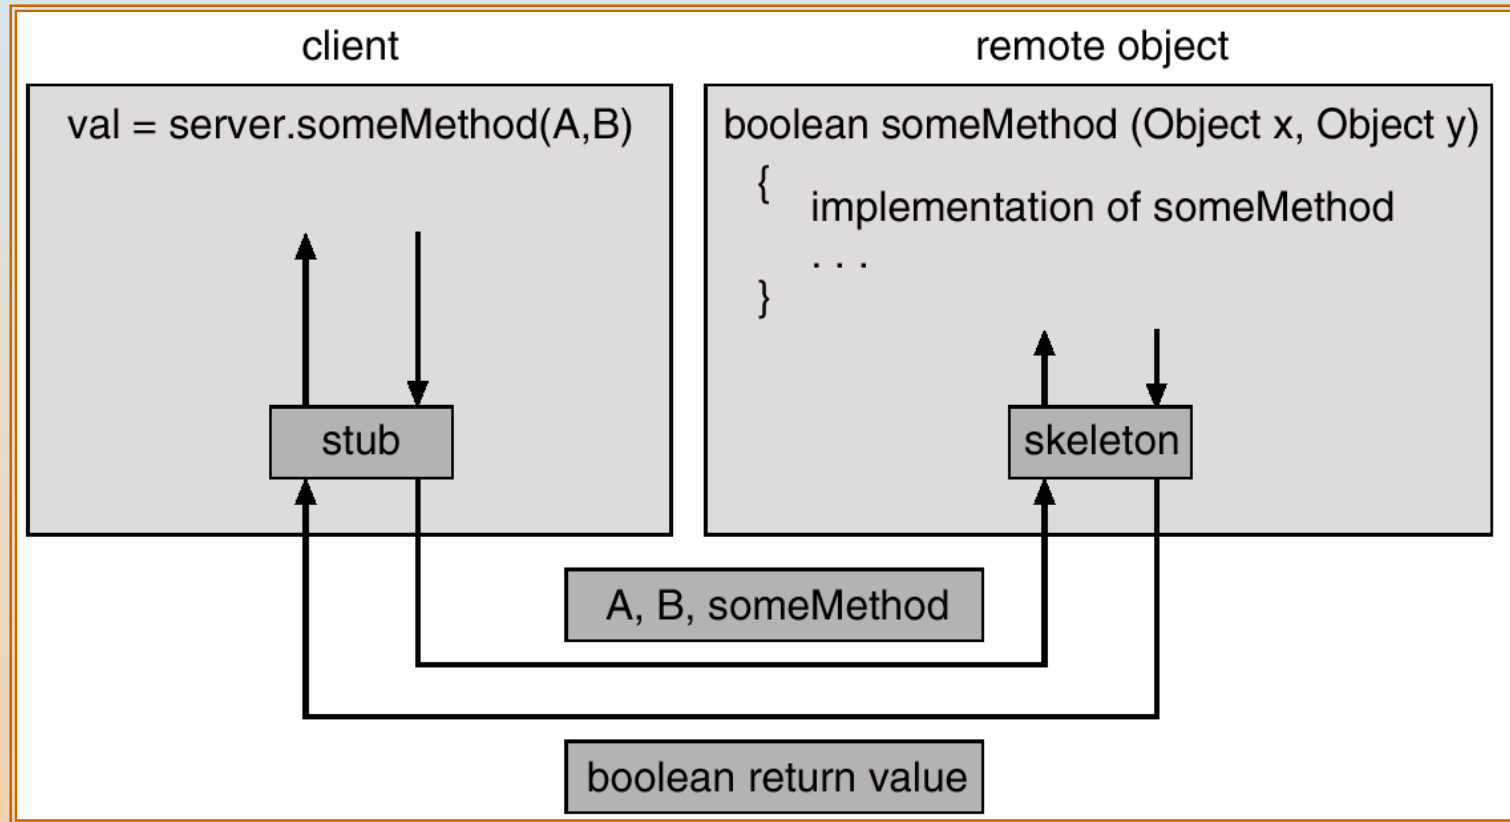 client
val = server.someMethod(A,B)
stub
remote object
boolean someMethod (Object x, Object y)
{
implementation of someMethod
. . .
}
skeleton
A, B, someMethod
boolean return value